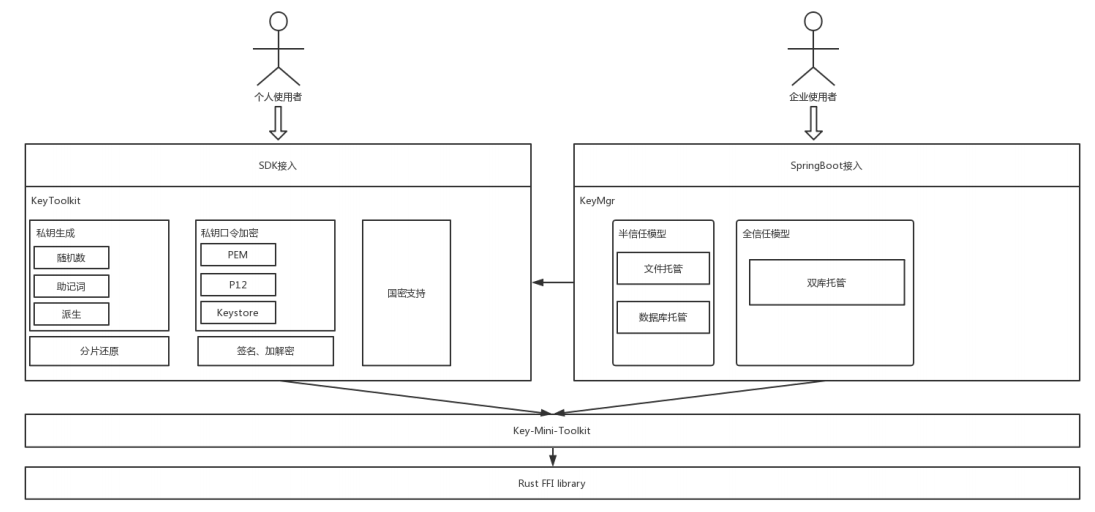 个人使用者
企业使用者
SDK接入
SpringBoot接入
KeyToolkit
私钥生成
随机数
助记词
派生
分片还原
私钥口令加密
PEM
P12
Keystore
签名、加解密
国密支持
KeyMgr
半信任模型
文件托管
数据库托管
全信任模型
双库托管
Key-Mini-Toolkit
Rust FFI library